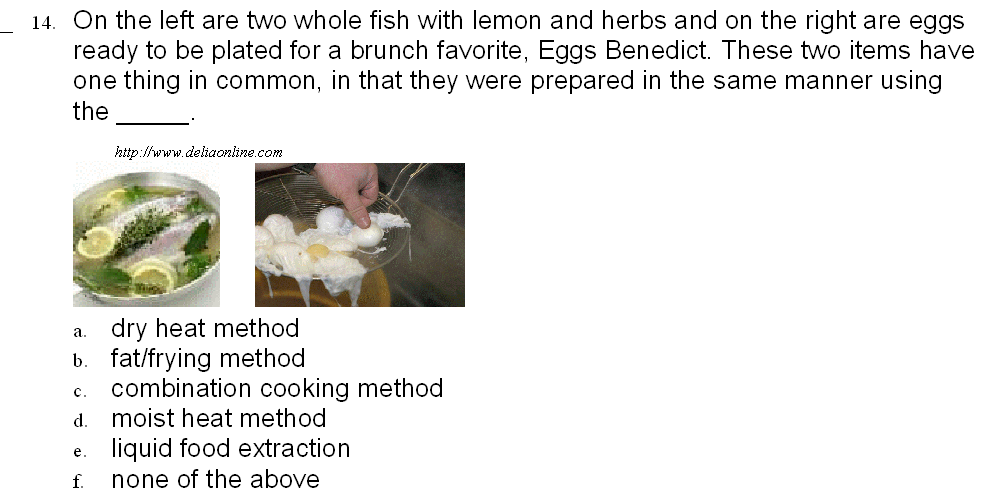 _ 14. On the left are two whole fish with lemon and herbs and on the right are eggs
ready to be plated for a brunch favorite, Eggs Benedict. These two items have
one thing in common, in that they were prepared in the same manner using
the _____.
http://www.deliaonline.com
a. dry heat method
b. fat/frying method
c. combination cooking method
d. moist heat method
e. liquid food extraction
f. none of the above